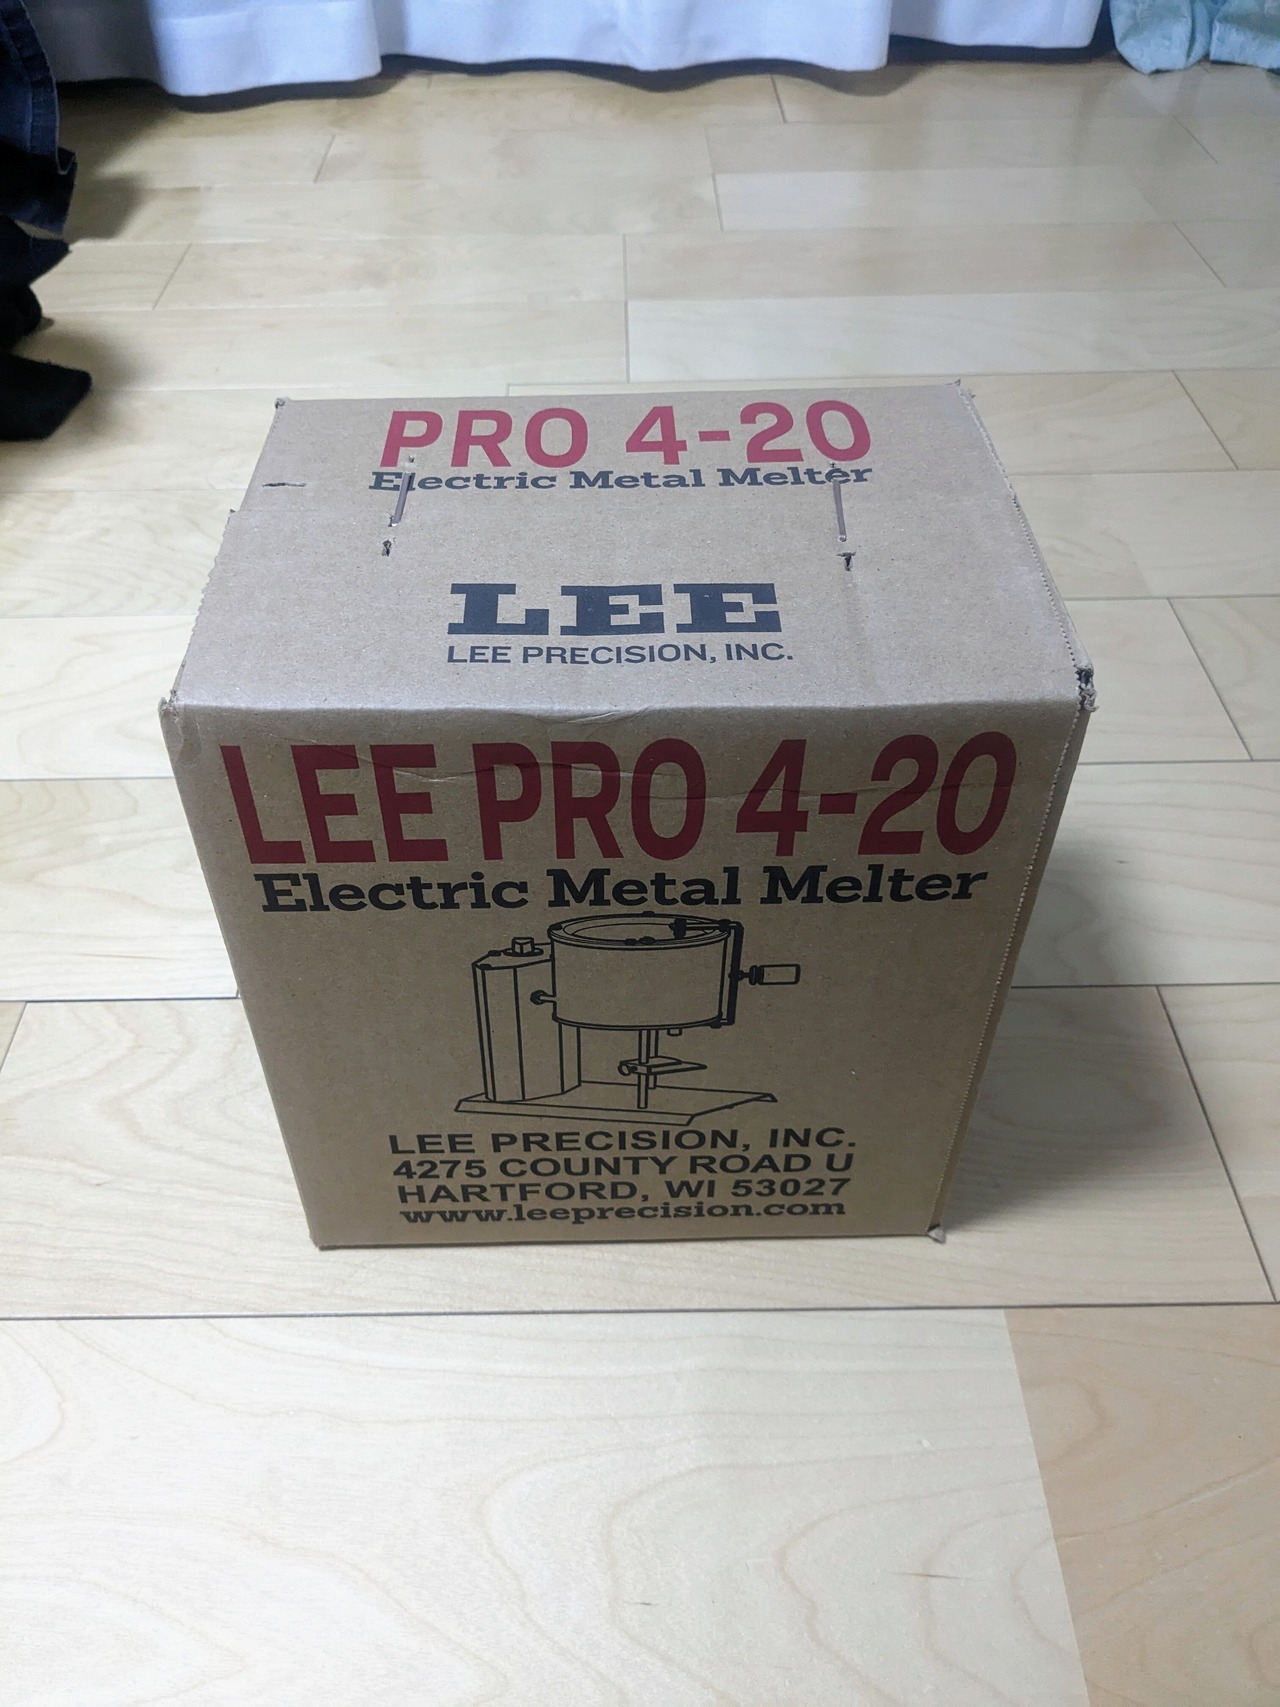 PRO 4-20
Electric Metal Melter
LEE
LEE PRECISION, INC.
LEE PRO 4-20
Electric Metal Melter
LEE PRECISION, INC.
4275 COUNTY ROAD U
HARTFORD, WI 53027
www.leeprecision.com